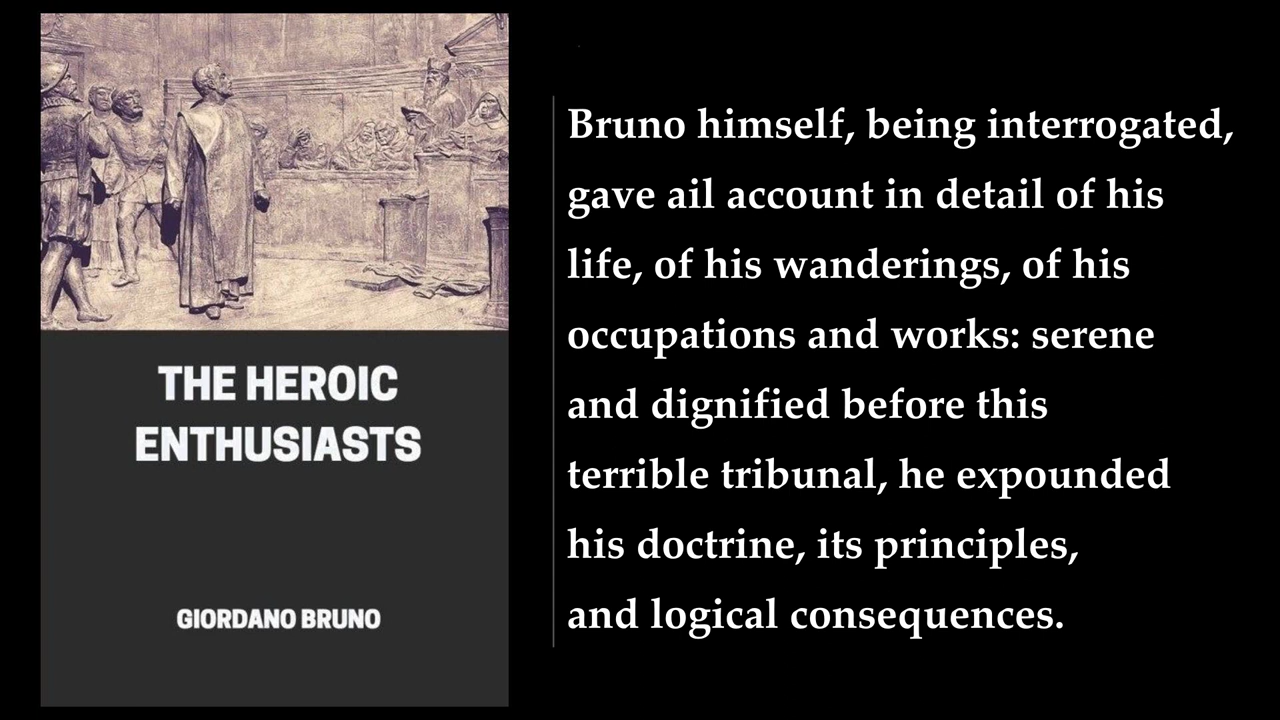 THE HEROIC
ENTHUSIASTS
GIORDANO BRUNO
Bruno himself, being interrogated,
gave ail account in detail of his
life, of his wanderings, of his
occupations and works: serene
and dignified before this
terrible tribunal, he expounded
his doctrine, its principles,
and logical consequences.